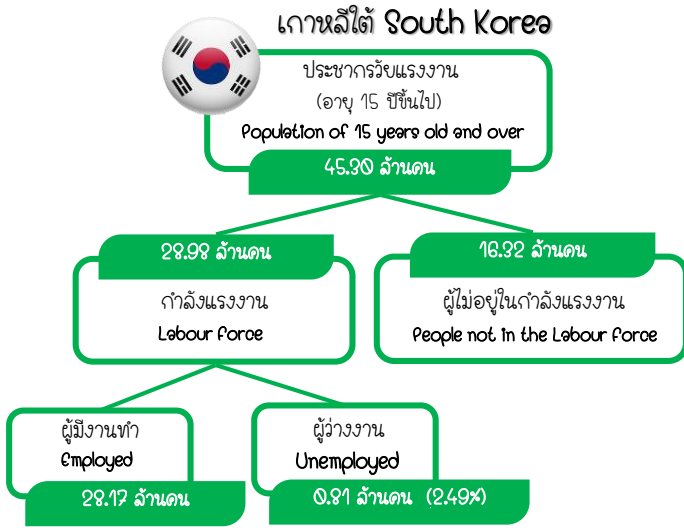 เกาหลีใต้ South Korea
ประชากรวัยแรงงาน
(อายุ 15 ปีขึ้นไป)
Population of 15 years old and over
45.30 ล้านคน
28.98 ล้านคน
กำลังแรงงาน
Labour Force
16.32 ล้านคน
ผู้ไม่อยู่ในกำลังแรงงาน
People not in the Labour Force
ผู้มีงานทำ
Employed
28.17 ล้านคน
ผู้ว่างงาน
Unemployed
0.81 ล้านคน (2.49%)